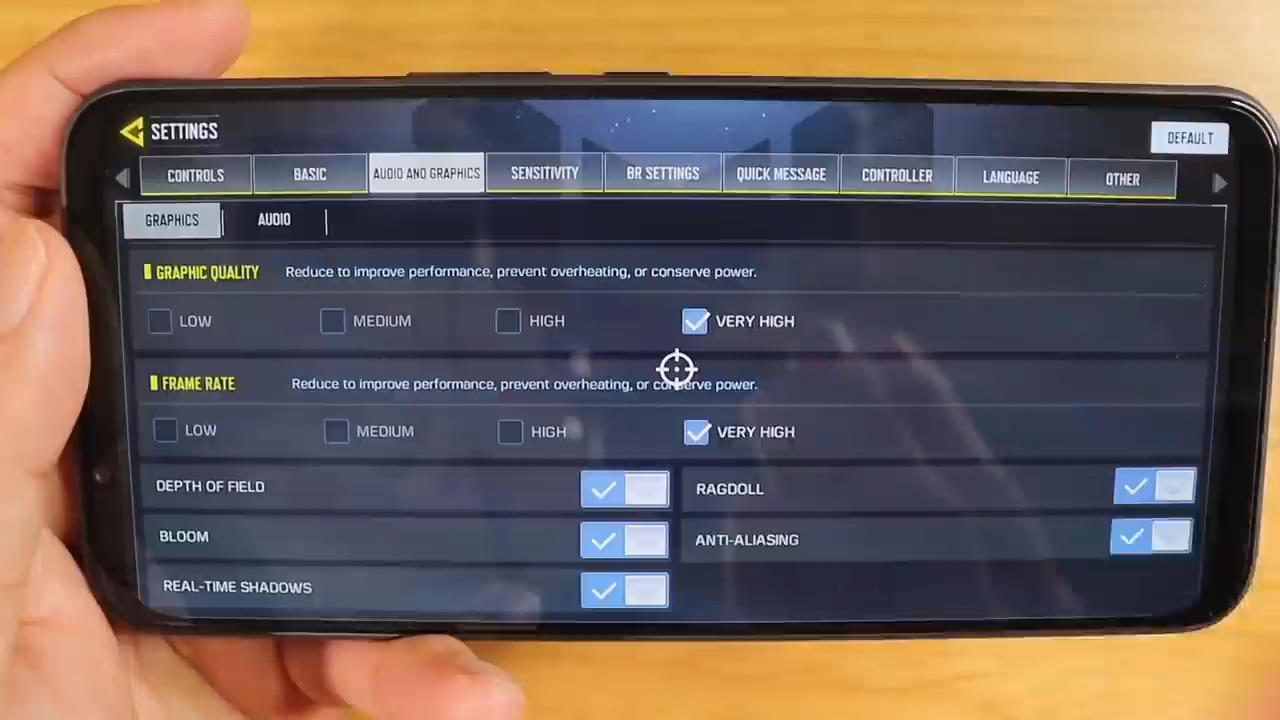 SETTINGS
DEFAULT
CONTROLS BASIC AUDIO AND GRAPHICS SENSITIVITY BR SETTINGS QUICK MESSAGE CONTROLLER LANGUAGE OTHER
GRAPHICS AUDIO
GRAPHIC QUALITY Reduce to improve performance, prevent overheating, or conserve power.
LOW MEDIUM HIGH VERY HIGH
FRAME RATE Reduce to improve performance, prevent overheating, or conserve power.
LOW MEDIUM HIGH VERY HIGH
DEPTH OF FIELD RAGDOLL
BLOOM ANTI-ALIASING
REAL-TIME SHADOWS